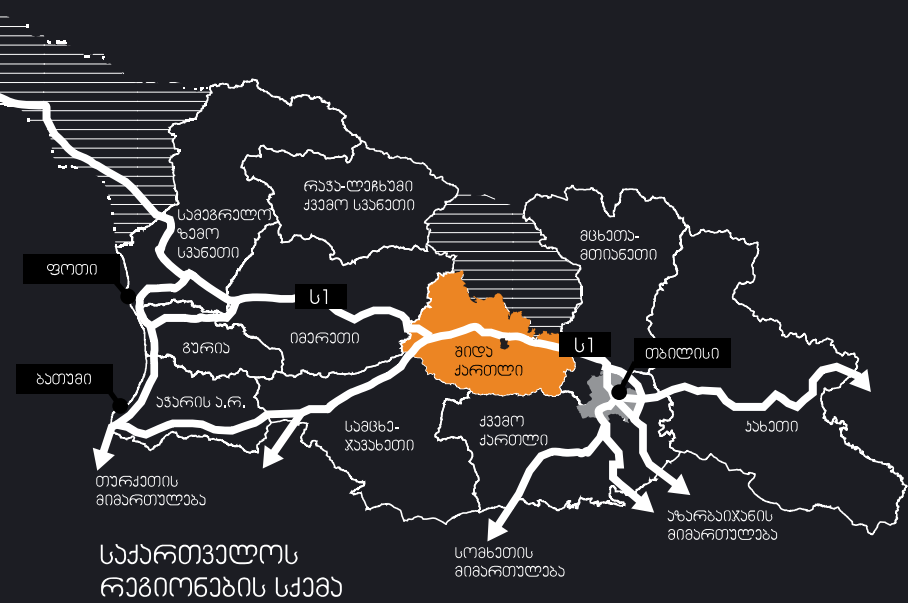 რაჭა-ლეჩხუმი
ქვემო სვანეთი
სამეგრელო
ზემო
სვანეთი
მცხეთა-
მთიანეთი
ფოთი
ს1
იმერეთი
გურია
შიდა
ქართლი
ს1
თბილისი
ბათუმი
აჭარის ა.რ.
სამცხე-
ჯავახეთი
ქვემო
ქართლი
კახეთი
თურქეთის
მიმართულება
აზარბაიჯანის
მიმართულება
სომხეთის
მიმართულება
საქართველოს
რეგიონების სქემა